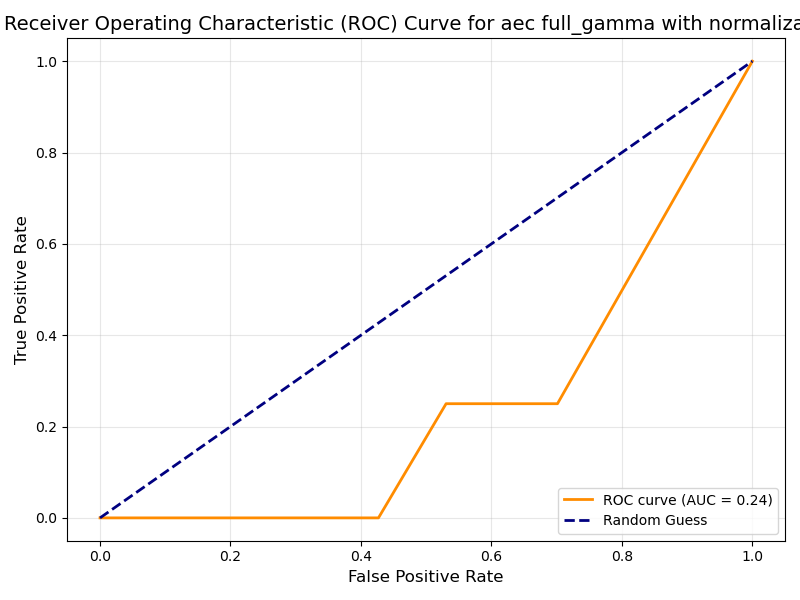 Receiver Operating Characteristic (ROC) Curve for aec full_gamma with normaliza
True Positive Rate
1.0
0.8
0.6
0.4
0.2
0.0
ROC curve (AUC = 0.24)
Random Guess
0.0 0.2 0.4 0.6 0.8 1.0
False Positive Rate